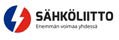 SÄHKÖLIITTO
Enemmän voimaa yhdessä